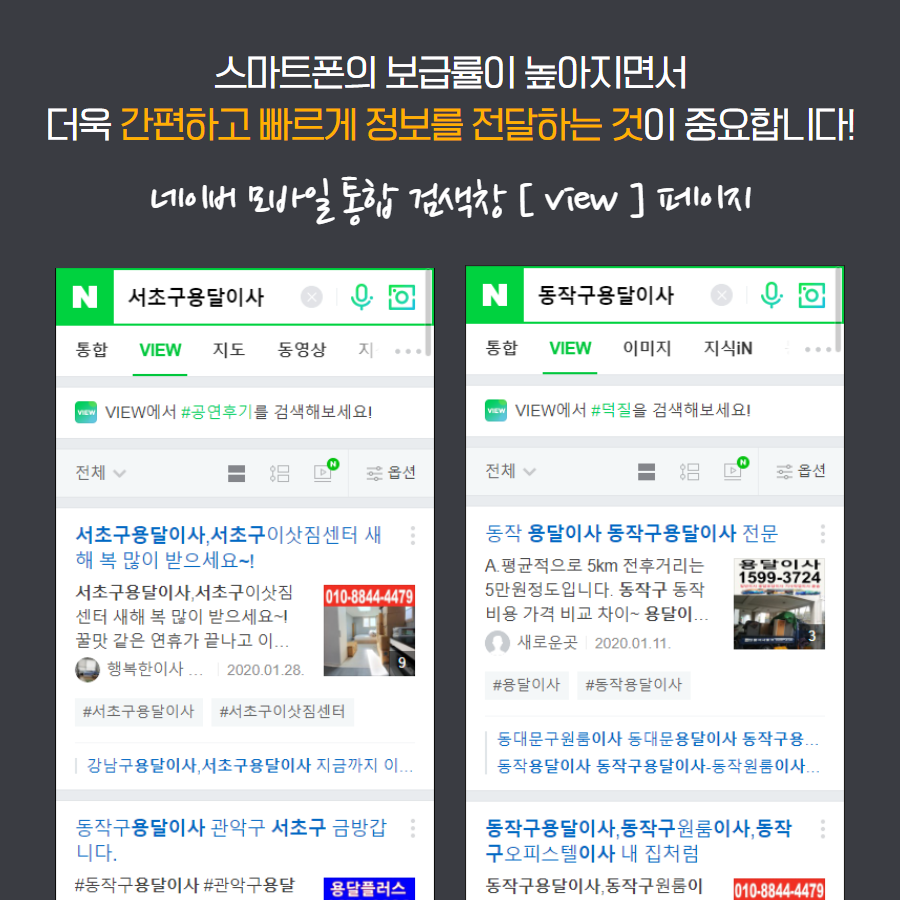 스마트폰의 보급률이 높아지면서
더욱 간편하고 빠르게 정보를 전달하는 것이 중요합니다!
네이버 모바일 통합 검색창 [ view ] 페이지
N 서초구용달이사
통합 VIEW 지도 동영상 지
VIEW VIEW에서 #공연후기를 검색해보세요!
전체 N 옵션
서초구용달이사,서초구이삿짐센터 새
해 복 많이 받으세요~!
서초구용달이사,서초구이삿짐
센터 새해 복 많이 받으세요~!
꿀맛 같은 연휴가 끝나고 이...
010-8844-4479
9
행복한이사 ... 2020.01.28.
#서초구용달이사 #서초구이삿짐센터
강남구용달이사,서초구용달이사 지금까지 이...
동작구용달이사 관악구 서초구 금방갑
니다.
#동작구용달이사 #관악구용달
용달플러스
N 동작구용달이사
통합 VIEW 이미지 지식iN
VIEW VIEW에서 #덕질을 검색해보세요!
전체 N 옵션
동작 용달이사 동작구용달이사 전문
A.평균적으로 5km 전후거리는
5만원정도입니다. 동작구 동작
비용 가격 비교 차이~ 용달이...
용달이사
1599-3724
3
새로운곳 2020.01.11.
#용달이사 #동작용달이사
동대문구원룸이사 동대문용달이사 동작구용...
동작용달이사 동작구용달이사-동작원룸이사...
동작구용달이사,동작구원룸이사,동작
구오피스텔이사 내 집처럼
동작구용달이사,동작구원룸이
010-8844-4479